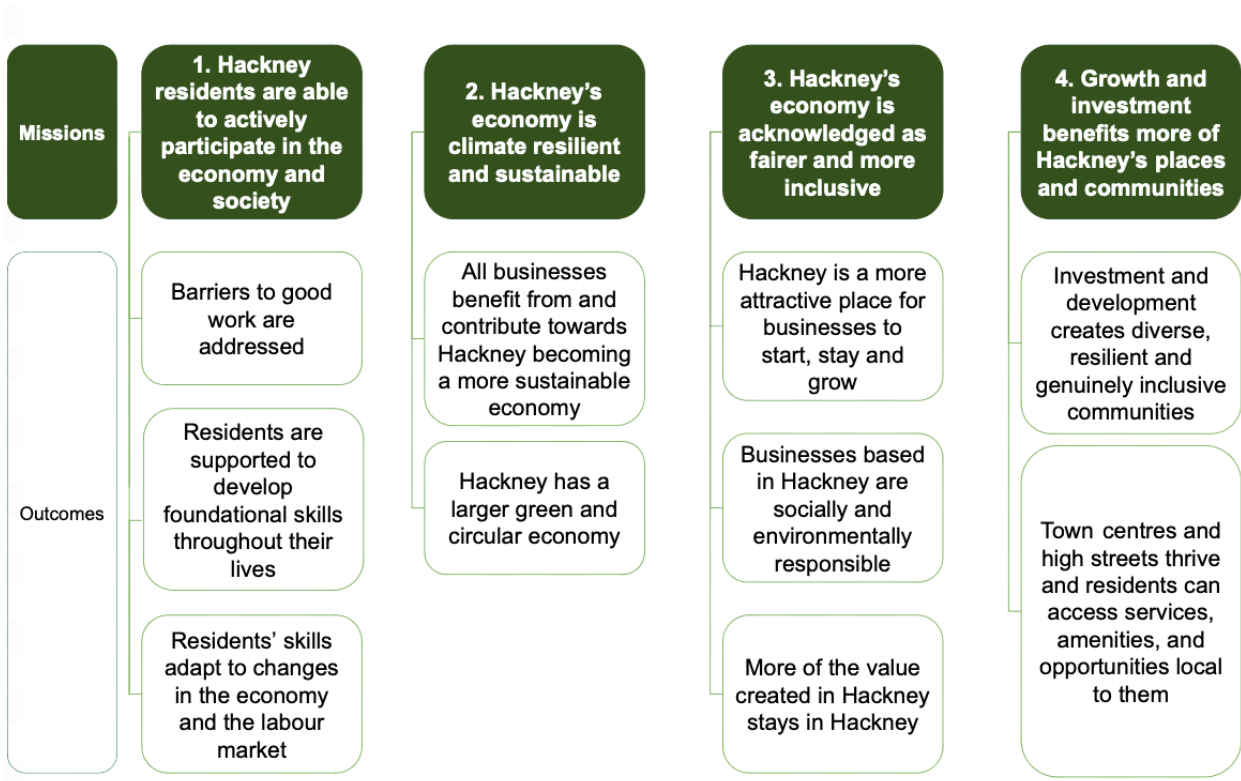 Missions
1. Hackney
residents are able
to actively
participate in the
economy and
society
2. Hackney’s
economy is
climate resilient
and sustainable
3. Hackney’s
economy is
acknowledged as
fairer and more
inclusive
4. Growth and
investment
benefits more of
Hackney’s places
and communities
Outcomes
Barriers to good
work are
addressed
Residents are
supported to
develop
foundational skills
throughout their
lives
Residents’ skills
adapt to changes
in the economy
and the labour
market
All businesses
benefit from and
contribute towards
Hackney becoming
a more sustainable
economy
Hackney has a
larger green and
circular economy
Hackney is a more
attractive place for
businesses to
start, stay and
grow
Businesses based
in Hackney are
socially and
environmentally
responsible
More of the value
created in Hackney
stays in Hackney
Investment and
development
creates diverse,
resilient and
genuinely inclusive
communities
Town centres and
high streets thrive
and residents can
access services,
amenities, and
opportunities local
to them